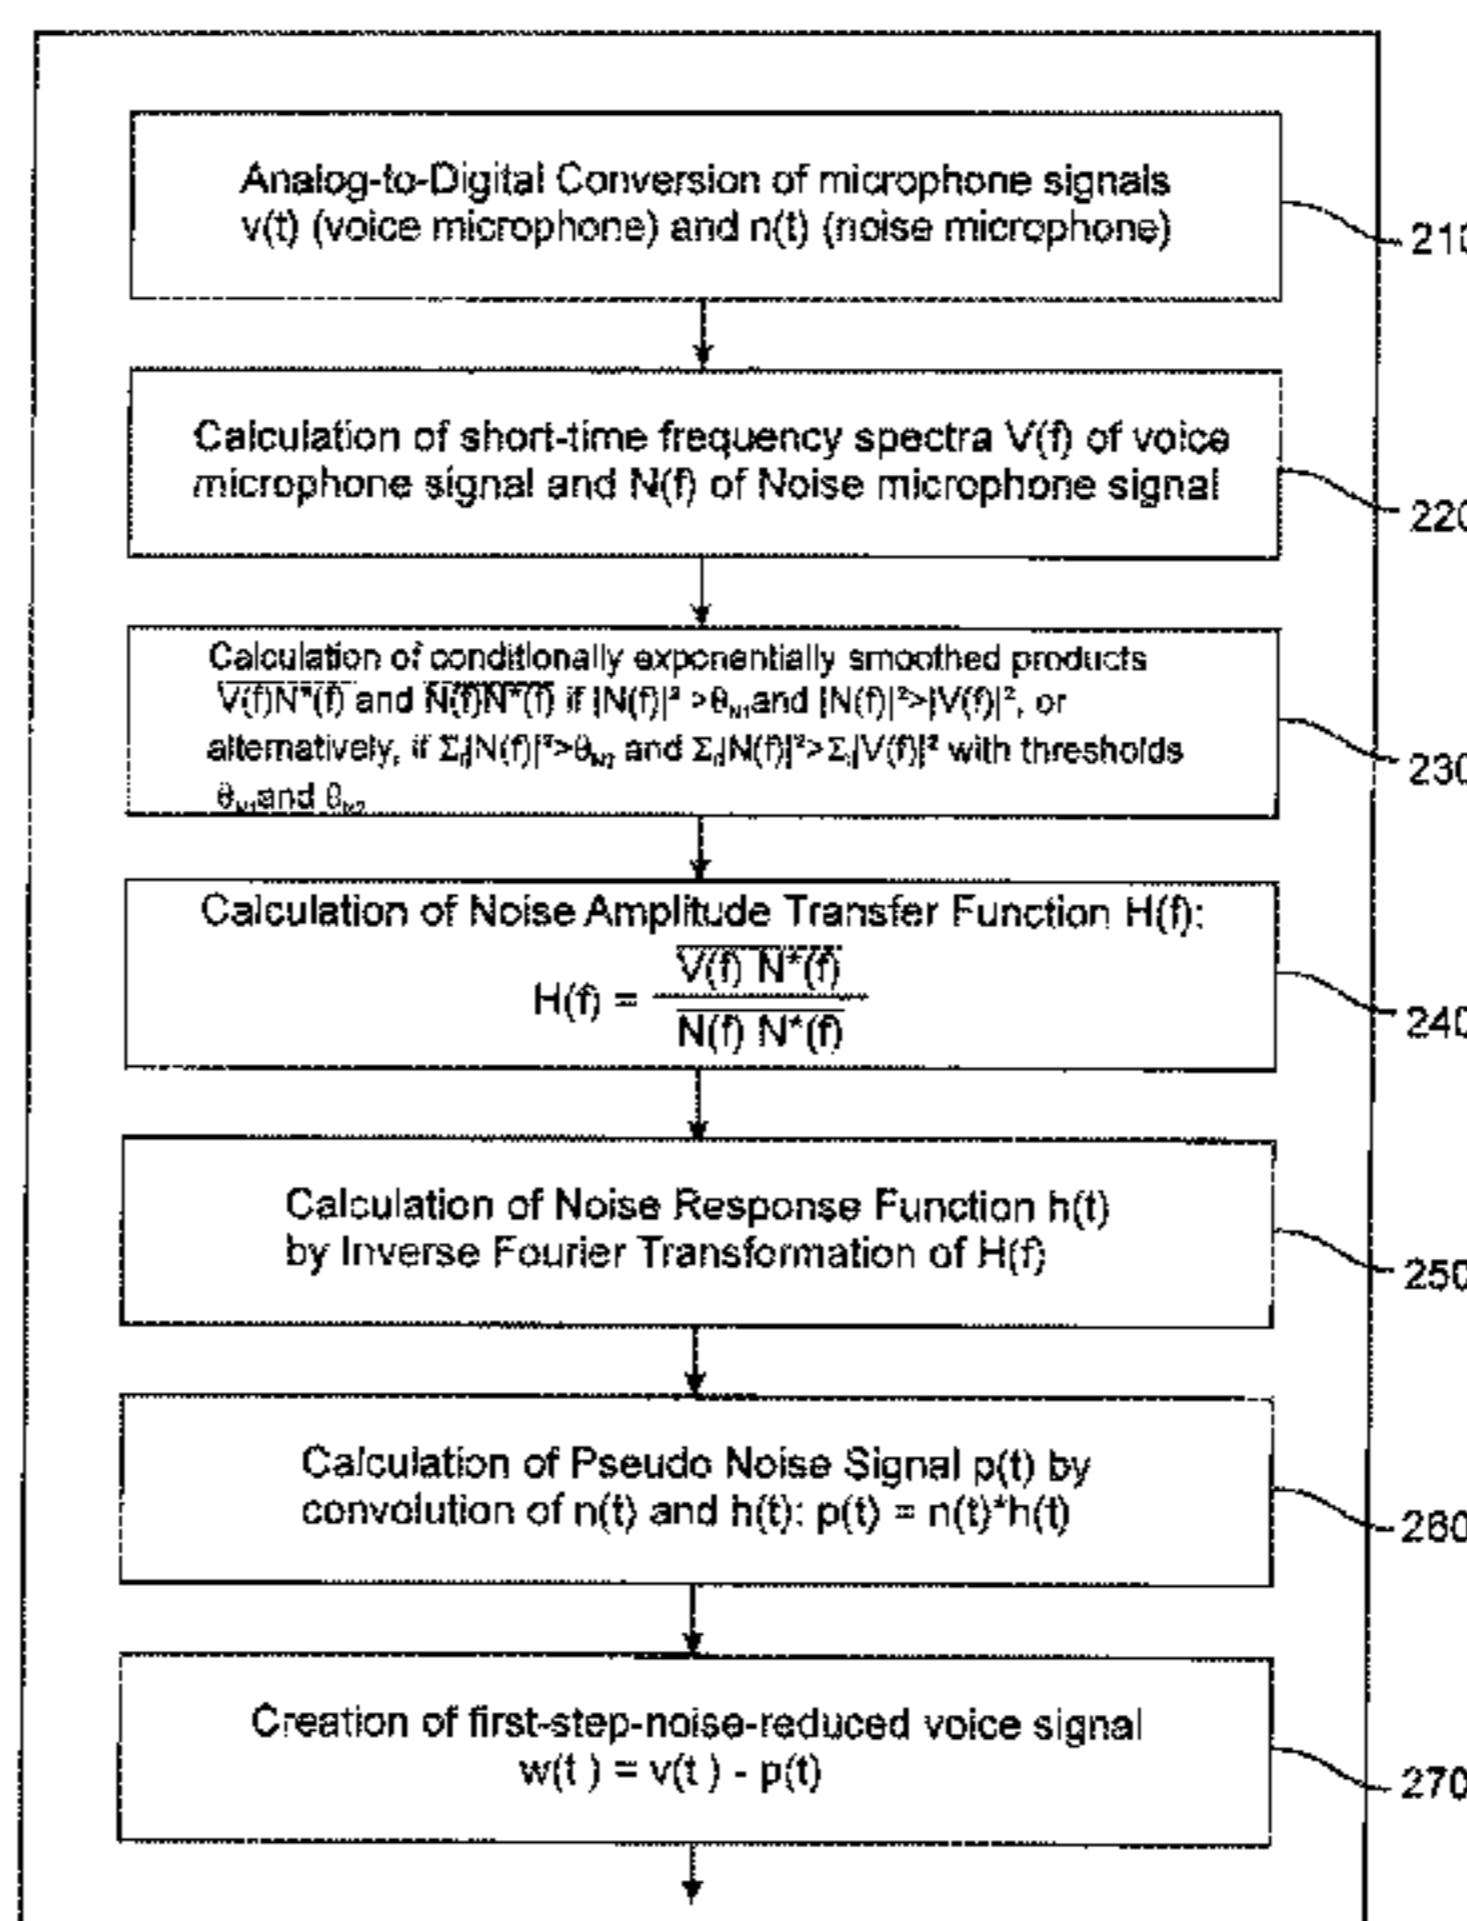 Analog-to-Digital Conversion of microphone signals
v(t) (voice microphone) and n(t) (noise microphone)
210
Calculation of short-time frequency spectra V(f) of voice
microphone signal and N(f) of Noise microphone signal
220
Calculation of conditionally exponentially smoothed products
V(f)N*(f) and N(f)N*(f) if |N(f)|² >θN1 and |N(f)|²>|V(f)|², or
alternatively, if Σf|N(f)|²>θN2 and Σf|N(f)|²>Σf|V(f)|² with thresholds
θN1 and θN2
230
Calculation of Noise Amplitude Transfer Function H(f):
V(f) N*(f)
H(f) =
N(f) N*(f)
240
Calculation of Noise Response Function h(t)
by Inverse Fourier Transformation of H(f)
250
Calculation of Pseudo Noise Signal p(t) by
convolution of n(t) and h(t): p(t) = n(t)*h(t)
260
Creation of first-step-noise-reduced voice signal
w(t ) = v(t ) - p(t)
270